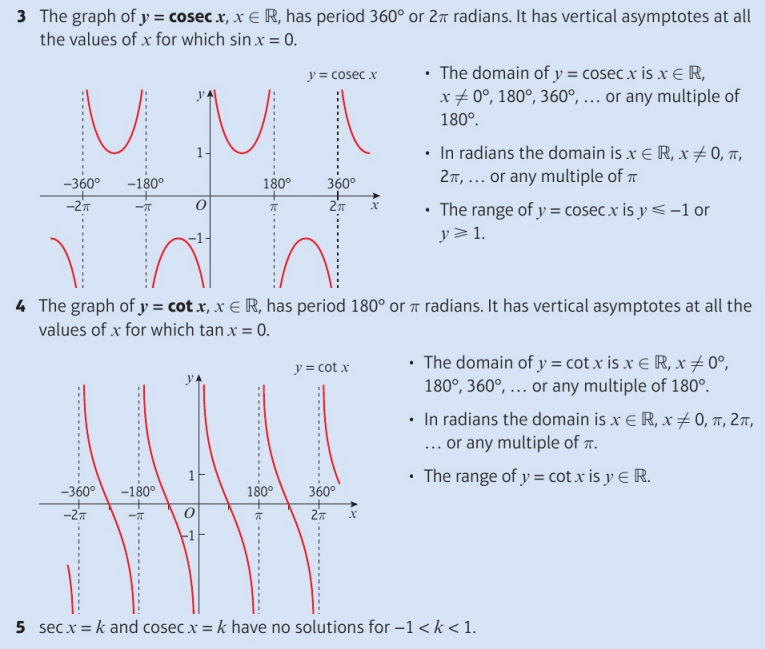 3 The graph of y = cosec x, x ∈ ℝ, has period 360° or 2π radians. It has vertical asymptotes at all
the values of x for which sin x = 0.
y = cosec x
y
1
−360° −180° 180° 360°
−2π −π O π 2π x
−1
• The domain of y = cosec x is x ∈ ℝ,
x ≠ 0°, 180°, 360°, … or any multiple of
180°.
• In radians the domain is x ∈ ℝ, x ≠ 0, π,
2π, … or any multiple of π
• The range of y = cosec x is y ⩽ −1 or
y ⩾ 1.
4 The graph of y = cot x, x ∈ ℝ, has period 180° or π radians. It has vertical asymptotes at all the
values of x for which tan x = 0.
y = cot x
y
1
−360° −180° 180° 360°
−2π −π O π 2π x
−1
• The domain of y = cot x is x ∈ ℝ, x ≠ 0°,
180°, 360°, … or any multiple of 180°.
• In radians the domain is x ∈ ℝ, x ≠ 0, π, 2π,
… or any multiple of π.
• The range of y = cot x is y ∈ ℝ.
5 sec x = k and cosec x = k have no solutions for −1 < k < 1.